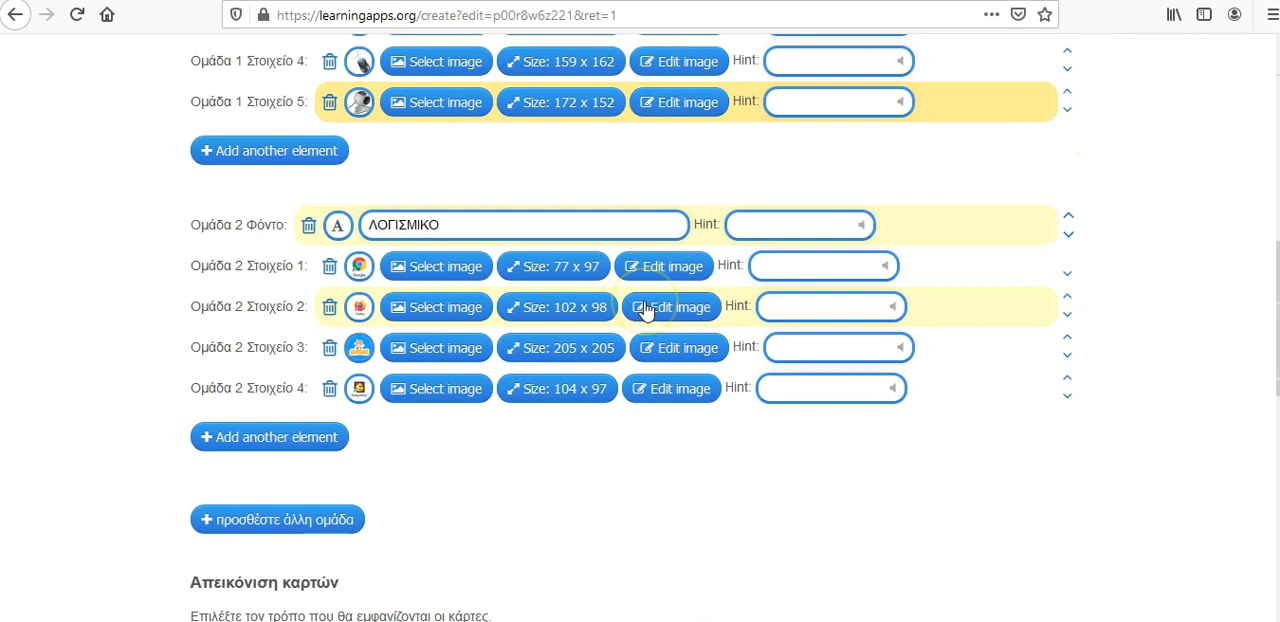 https://learningapps.org/create?edit=p00r8w6z221&ret=1
Ομάδα 1 Στοιχείο 4: Select image Size: 159 x 162 Edit image Hint:
Ομάδα 1 Στοιχείο 5: Select image Size: 172 x 152 Edit image Hint:
+ Add another element
Ομάδα 2 Φόντο: A ΛΟΓΙΣΜΙΚΟ Hint:
Ομάδα 2 Στοιχείο 1: Select image Size: 77 x 97 Edit image Hint:
Ομάδα 2 Στοιχείο 2: Select image Size: 102 x 98 Edit image Hint:
Ομάδα 2 Στοιχείο 3: Select image Size: 205 x 205 Edit image Hint:
Ομάδα 2 Στοιχείο 4: Select image Size: 104 x 97 Edit image Hint:
+ Add another element
+ προσθέστε άλλη ομάδα
Απεικόνιση καρτών
Επιλέξτε τον τρόπο που θα εμφανίζονται οι κάρτες.